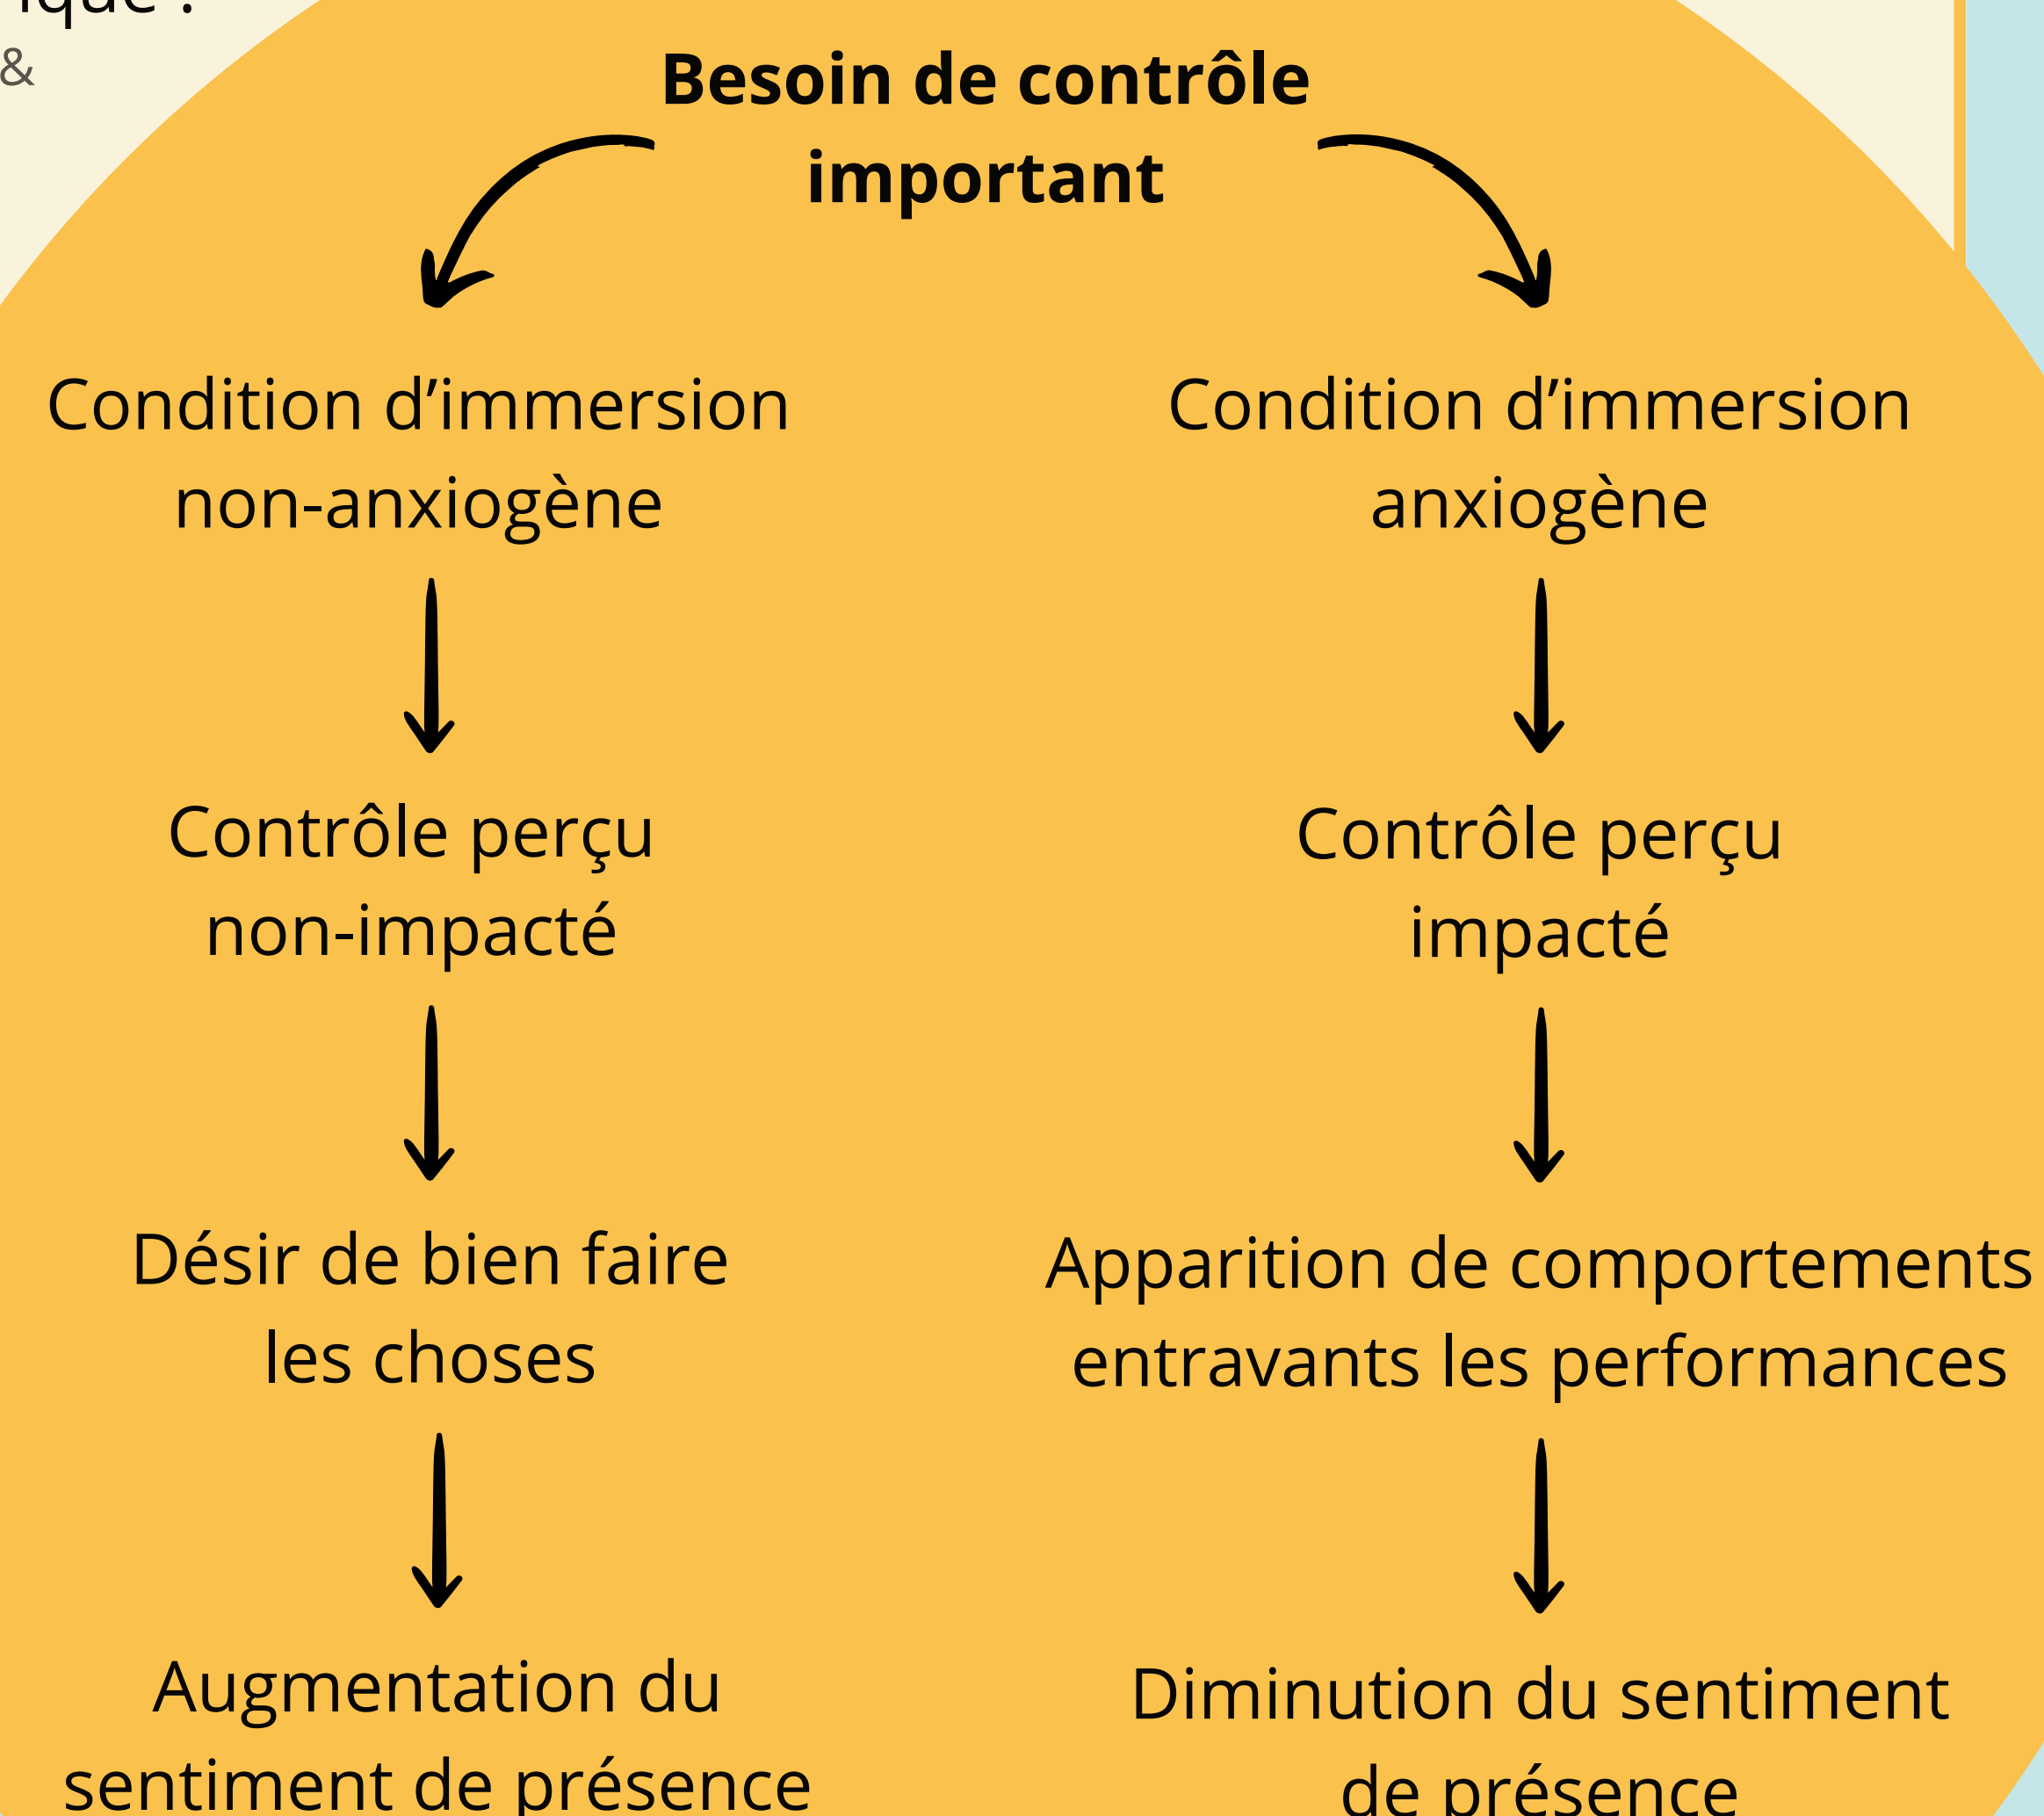 &
Besoin de contrôle
important
Condition d’immersion
non-anxiogène
Condition d’immersion
anxiogène
Contrôle perçu
non-impacté
Contrôle perçu
impacté
Désir de bien faire
les choses
Apparition de comportements
entravants les performances
Augmentation du
sentiment de présence
Diminution du sentiment
de présence